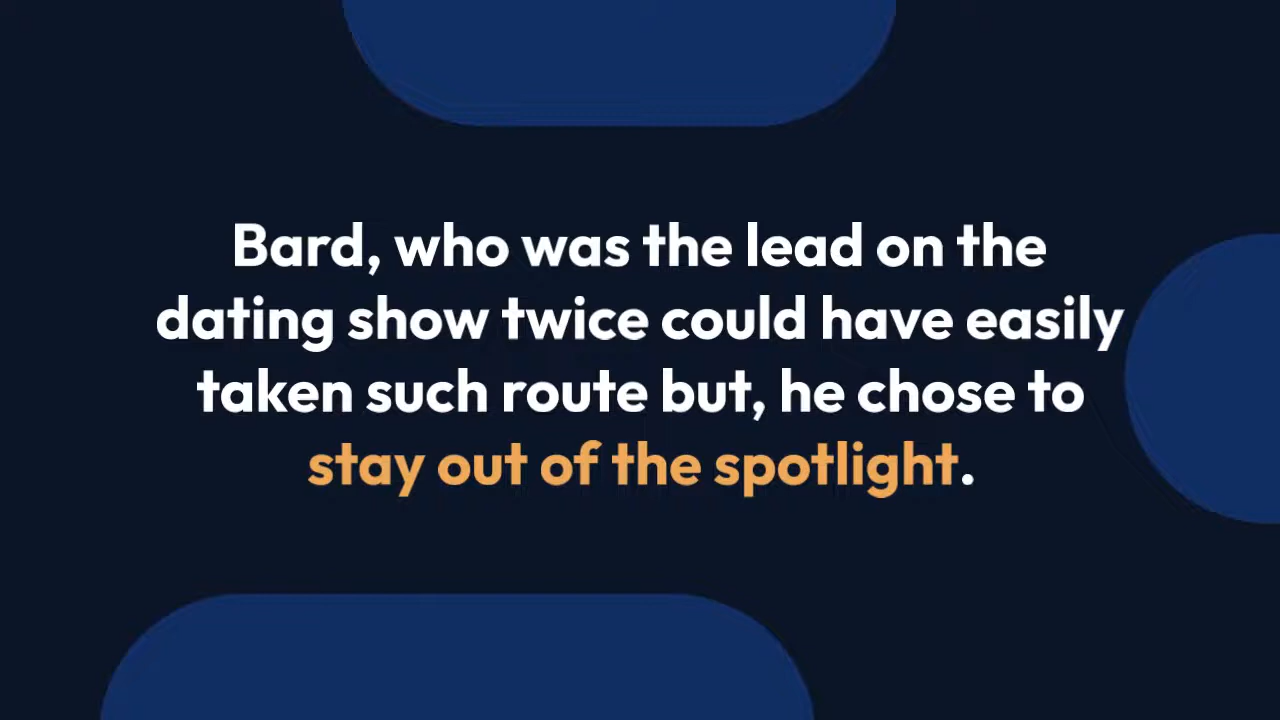 Bard, who was the lead on the
dating show twice could have easily
taken such route but, he chose to
stay out of the spotlight.